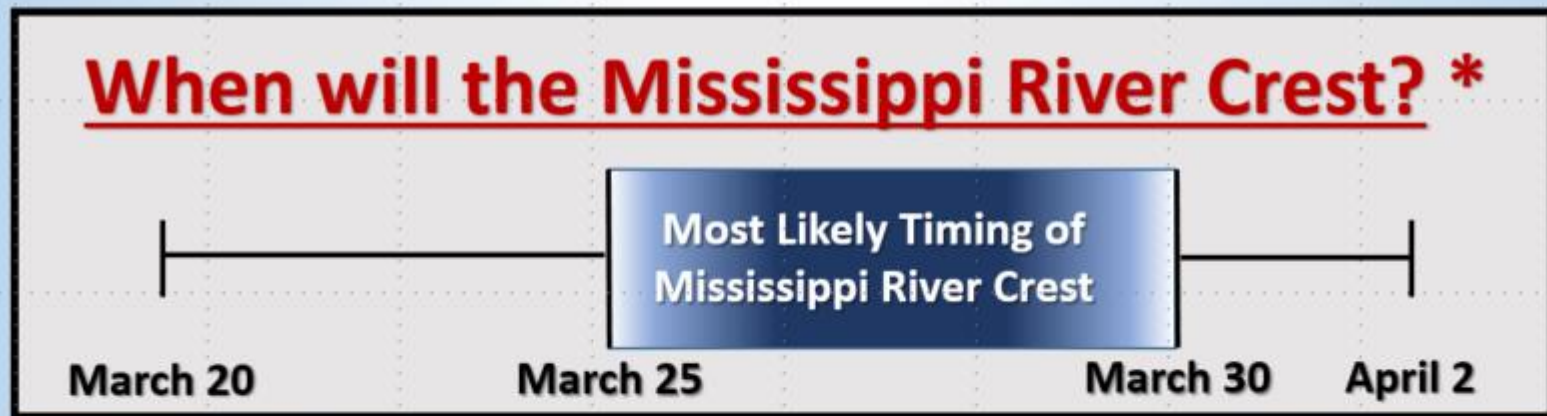 When will the Mississippi River Crest? *
Most Likely Timing of
Mississippi River Crest
March 20 March 25 March 30 April 2